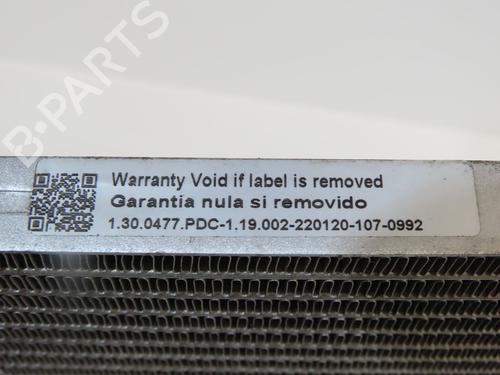 B-PARTS
Warranty Void if label is removed
Garantia nula si removido
1.30.0477.PDC-1.19.002-220120-107-0992